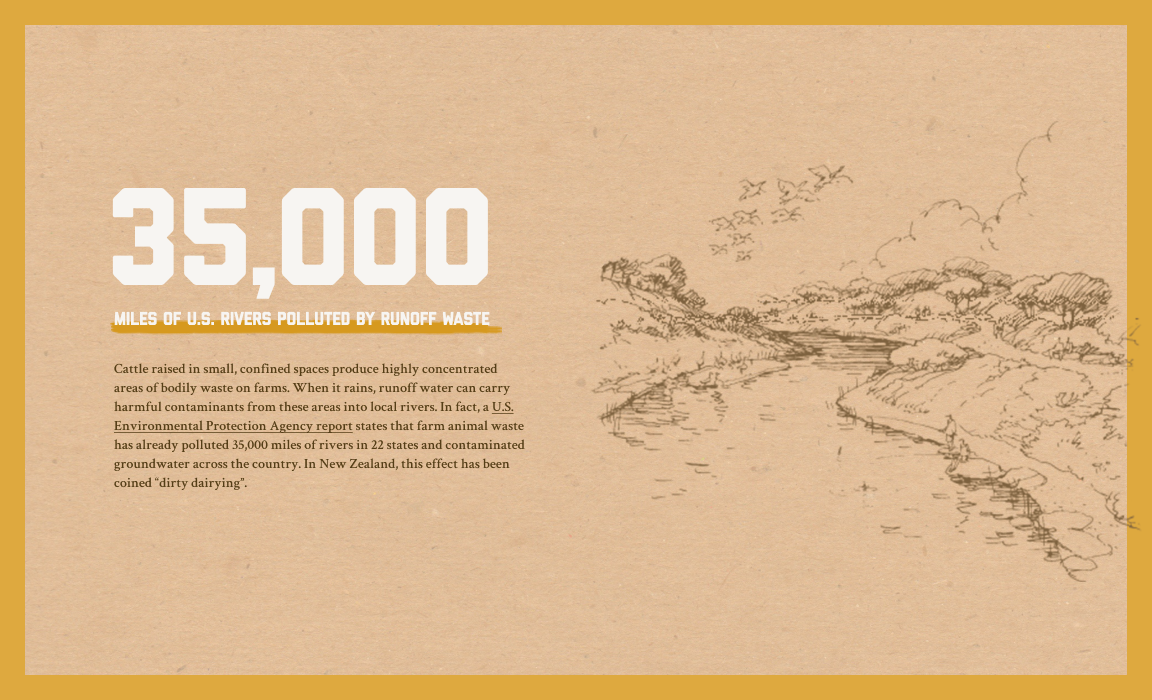 35,000
MILES OF U.S. RIVERS POLLUTED BY RUNOFF WASTE
Cattle raised in small, confined spaces produce highly concentrated
areas of bodily waste on farms. When it rains, runoff water can carry
harmful contaminants from these areas into local rivers. In fact, a U.S.
Environmental Protection Agency report states that farm animal waste
has already polluted 35,000 miles of rivers in 22 states and contaminated
groundwater across the country. In New Zealand, this effect has been
coined “dirty dairying”.